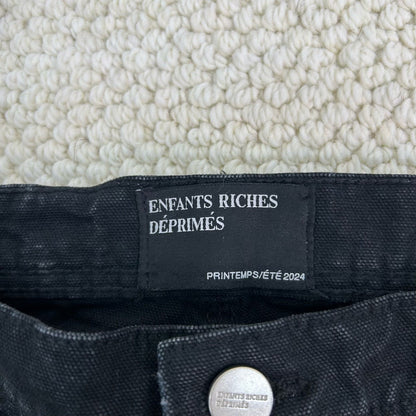 ENFANTS RICHES
DÉPRIMÉS
PRINTEMPS/ÉTÉ 2024
ENFANTS RICHES
DÉPRIMÉS